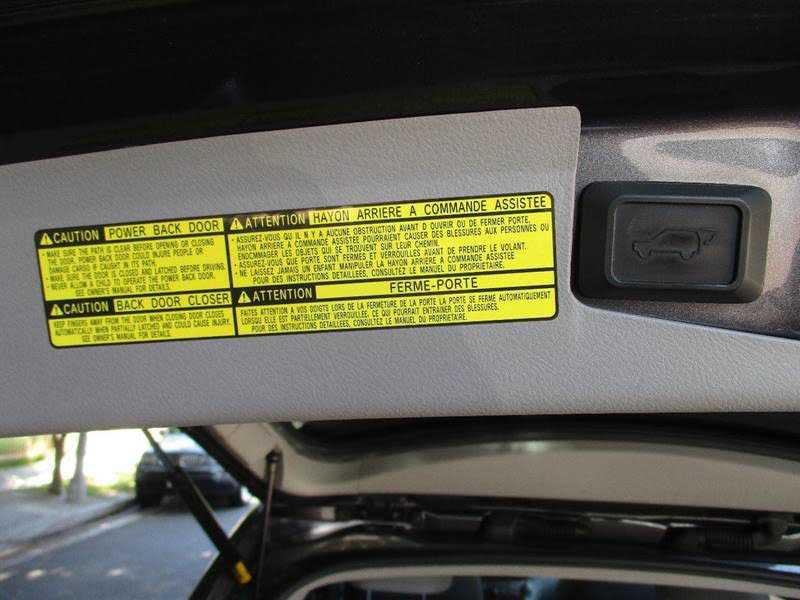 CAUTION POWER BACK DOOR
• MAKE SURE THE PATH IS CLEAR BEFORE OPENING OR CLOSING
THE DOOR. POWER BACK DOOR COULD INJURE PEOPLE OR
DAMAGE CARGO IF CAUGHT IN ITS PATH.
• MAKE SURE THE DOOR IS CLOSED AND LATCHED BEFORE DRIVING.
• NEVER ALLOW A CHILD TO OPERATE THE POWER BACK DOOR.
SEE OWNER'S MANUAL FOR DETAILS.
CAUTION BACK DOOR CLOSER
KEEP FINGERS AWAY FROM THE DOOR WHEN CLOSING DOOR CLOSES
AUTOMATICALLY WHEN PARTIALLY LATCHED AND COULD CAUSE INJURY.
SEE OWNER'S MANUAL FOR DETAILS
ATTENTION HAYON ARRIERE A COMMANDE ASSISTEE
• ASSUREZ-VOUS QU IL N Y A AUCUNE OBSTRUCTION AVANT D OUVRIR OU DE FERMER PORTE.
HAYON ARRIERE A COMMANDE ASSISTEE POURRAIENT CAUSER DES BLESSURES AUX PERSONNES OU
ENDOMMAGER LES OBJETS QUI SE TROUVENT SUR LEUR CHEMIN.
• ASSUREZ-VOUS QUE PORTE SONT FERMES ET VERROUILLES AVANT DE PRENDRE LE VOLANT.
• NE LAISSEZ JAMAIS UN ENFANT MANIPULER LA HAYON ARRIERE A COMMANDE ASSISTEE
POUR DES INSTRUCTIONS DETAILLEES, CONSULTEZ LE MANUEL DU PROPRIETAIRE.
ATTENTION FERME-PORTE
FAITES ATTENTION A VOS DOIGTS LORS DE LA FERMETURE DE LA PORTE LA PORTE SE FERME AUTOMATIQUEMENT
LORSQU ELLE EST PARTIELLEMENT VERROUILLEE, CE QUI POURRAIT ENTRAINER DES BLESSURES.
POUR DES INSTRUCTIONS DETAILLEES, CONSULTEZ LE MANUEL DU PROPRIETAIRE.